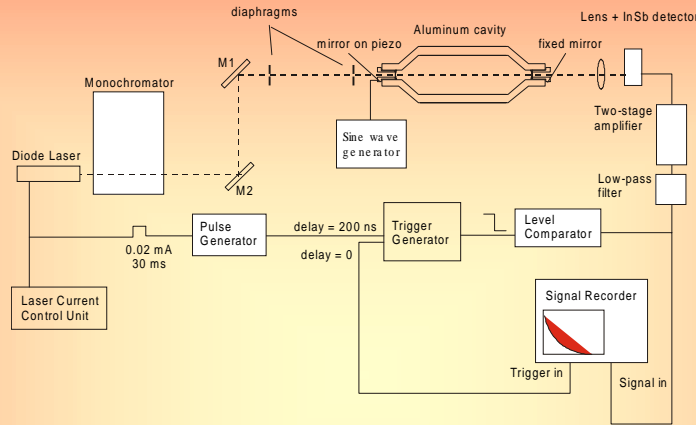 diaphragms
Aluminum cavity
Lens + InSb detector
mirror on piezo
fixed mirror
M1
Monochromator
Sine wave
generator
Two-stage
amplifier
Diode Laser
M2
Low-pass
filter
Pulse
Generator
delay = 200 ns
Trigger
Generator
Level
Comparator
0.02 mA
30 ms
delay = 0
Laser Current
Control Unit
Signal Recorder
Trigger in
Signal in